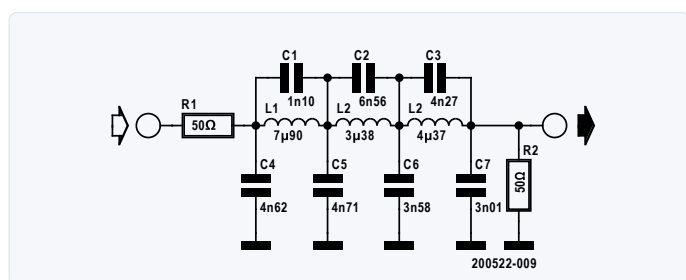 C1 C2 C3
1n10 6n56 4n27
R1 L1 L2 L2
50Ω 7µ90 3µ38 4µ37
C4 C5 C6 C7 R2
50Ω
4n62 4n71 3n58 3n01
200522-009